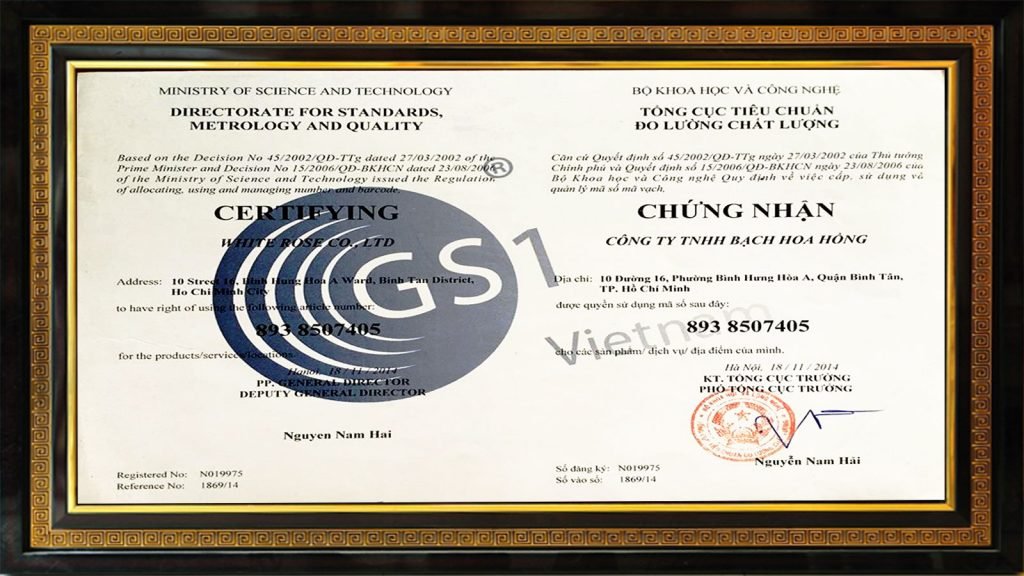 MINISTRY OF SCIENCE AND TECHNOLOGY
DIRECTORATE FOR STANDARDS,
METROLOGY AND QUALITY
Based on the Decision No 45/2002/QĐ-TTg dated 27/03/2002 of the
Prime Minister and Decision No 15/2006/QĐ-BKHCN dated 23/08/2006
of the Ministry of Science and Technology issued the Regulation
of allocating, using and managing number and barcode.
CERTIFYING
WHITE ROSE CO., LTD
Address: 10 Street 16, Binh Hung Hoa A Ward, Binh Tan District,
Ho Chi Minh City
to have right of using the following article number:
893 8507405
for the products/services/locations.
Hanoi, 18 / 11 / 2014
PP. GENERAL DIRECTOR
DEPUTY GENERAL DIRECTOR
Nguyen Nam Hai
Registered No: N019975
Reference No: 1869/14
BỘ KHOA HỌC VÀ CÔNG NGHỆ
TỔNG CỤC TIÊU CHUẨN
ĐO LƯỜNG CHẤT LƯỢNG
Căn cứ Quyết định số 45/2002/QĐ-TTg ngày 27/03/2002 của Thủ tướng
Chính phủ và Quyết định số 15/2006/QĐ-BKHCN ngày 23/08/2006 của
Bộ Khoa học và Công nghệ Quy định về việc cấp, sử dụng và
quản lý mã số mã vạch.
CHỨNG NHẬN
CÔNG TY TNHH BẠCH HOA HỒNG
Địa chỉ: 10 Đường 16, Phường Bình Hưng Hòa A, Quận Bình Tân,
TP. Hồ Chí Minh
được quyền sử dụng mã số sau đây:
893 8507405
cho các sản phẩm/ dịch vụ/ địa điểm của mình.
Hà Nội, 18 / 11 / 2014
KT. TỔNG CỤC TRƯỞNG
PHÓ TỔNG CỤC TRƯỞNG
Nguyễn Nam Hải
Số đăng ký: N019975
Số vào sổ: 1869/14
GS1 ®
Vietnam